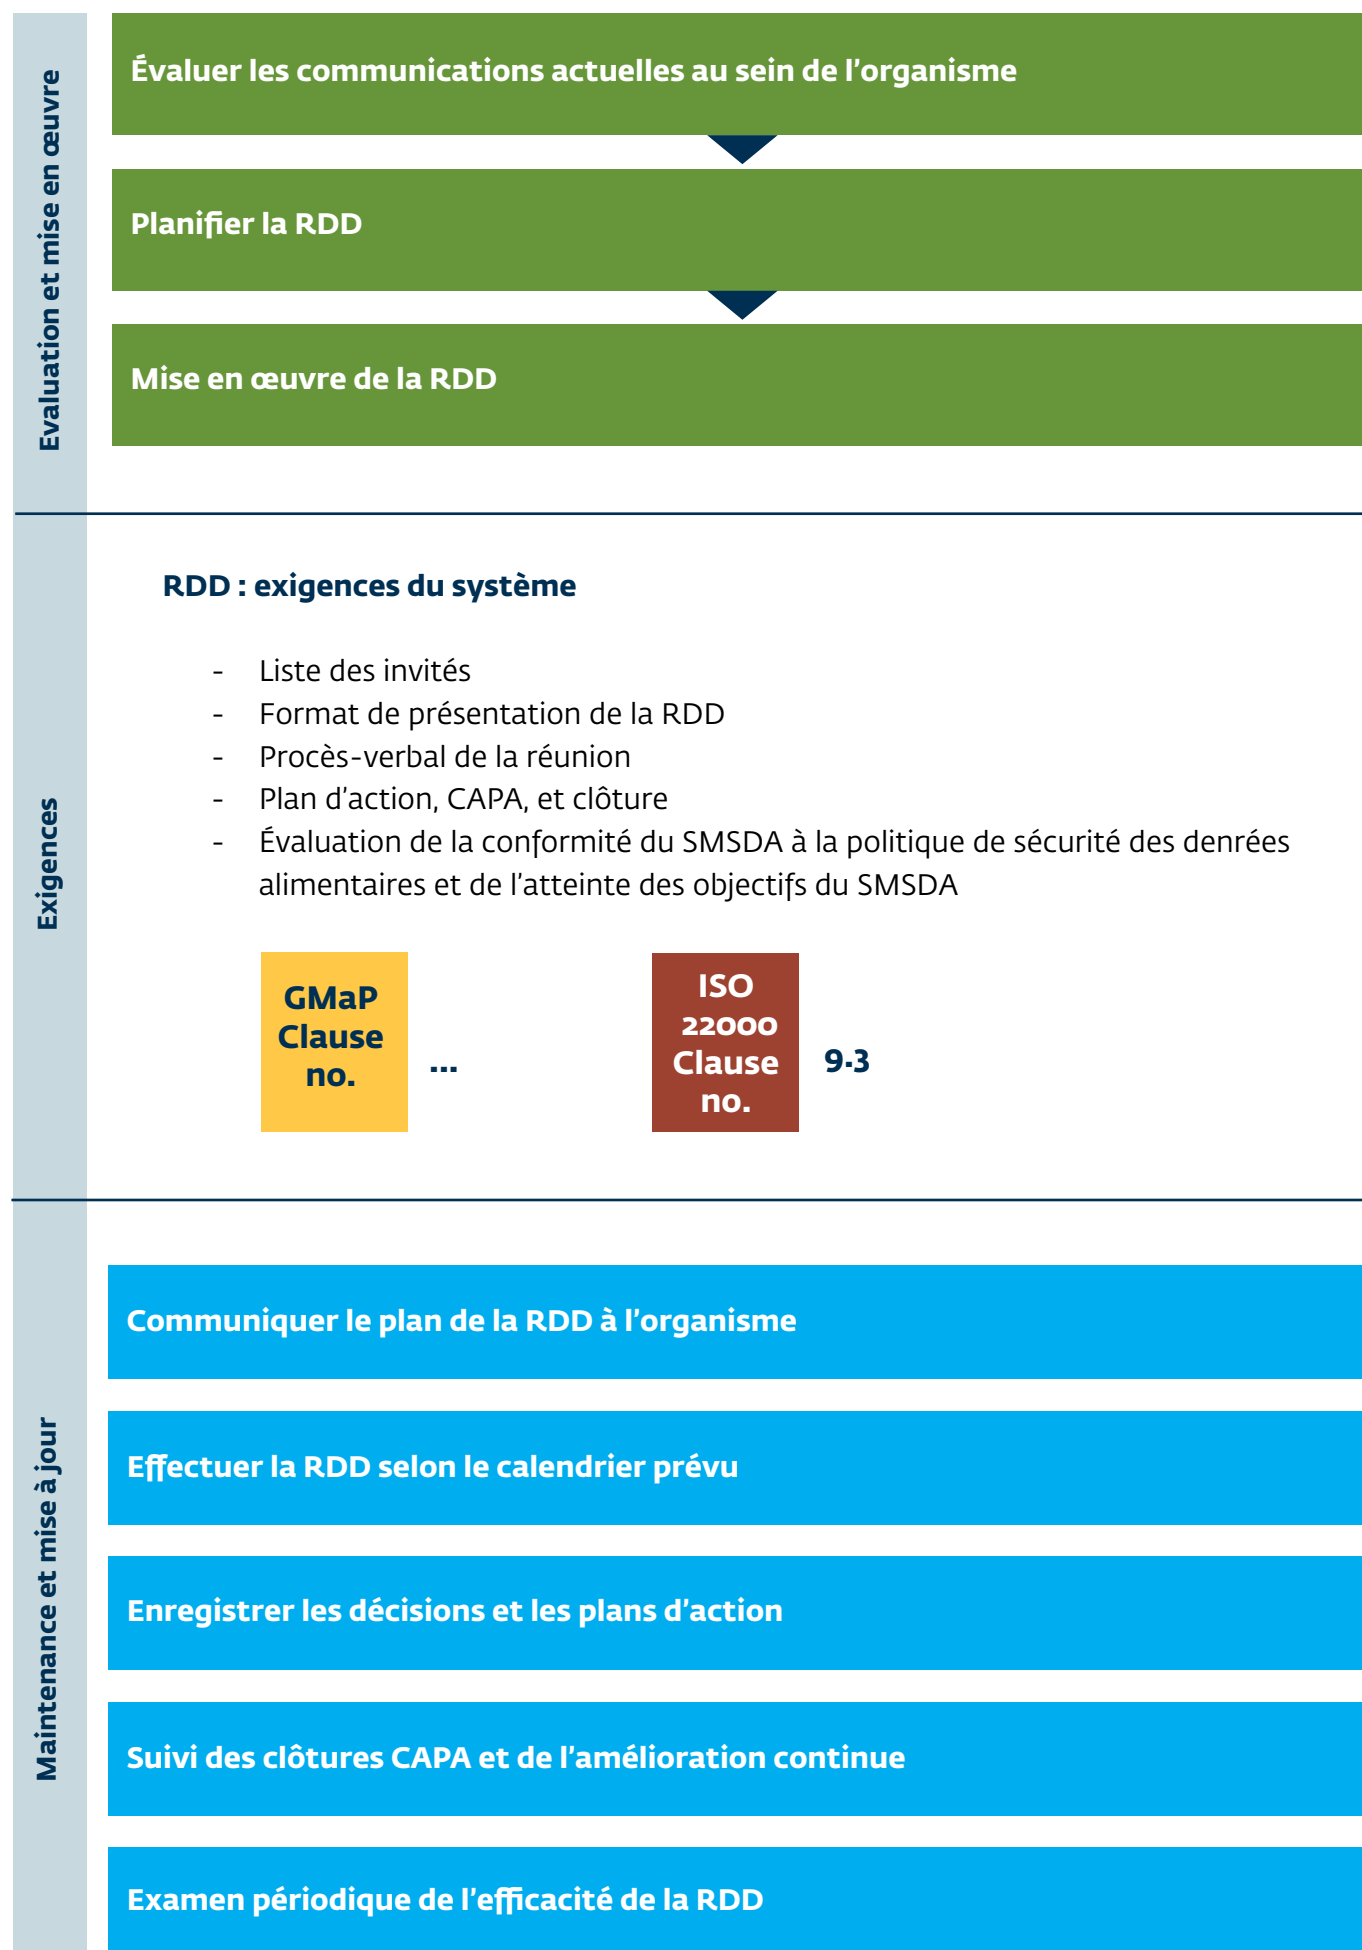 Evaluation et mise en œuvre
Évaluer les communications actuelles au sein de l’organisme
Planifier la RDD
Mise en œuvre de la RDD
Exigences
RDD : exigences du système
- Liste des invités
- Format de présentation de la RDD
- Procès-verbal de la réunion
- Plan d’action, CAPA, et clôture
- Évaluation de la conformité du SMSDA à la politique de sécurité des denrées
alimentaires et de l’atteinte des objectifs du SMSDA
GMaP
Clause
no.
...
ISO
22000
Clause
no.
9.3
Maintenance et mise à jour
Communiquer le plan de la RDD à l’organisme
Effectuer la RDD selon le calendrier prévu
Enregistrer les décisions et les plans d’action
Suivi des clôtures CAPA et de l’amélioration continue
Examen périodique de l’efficacité de la RDD